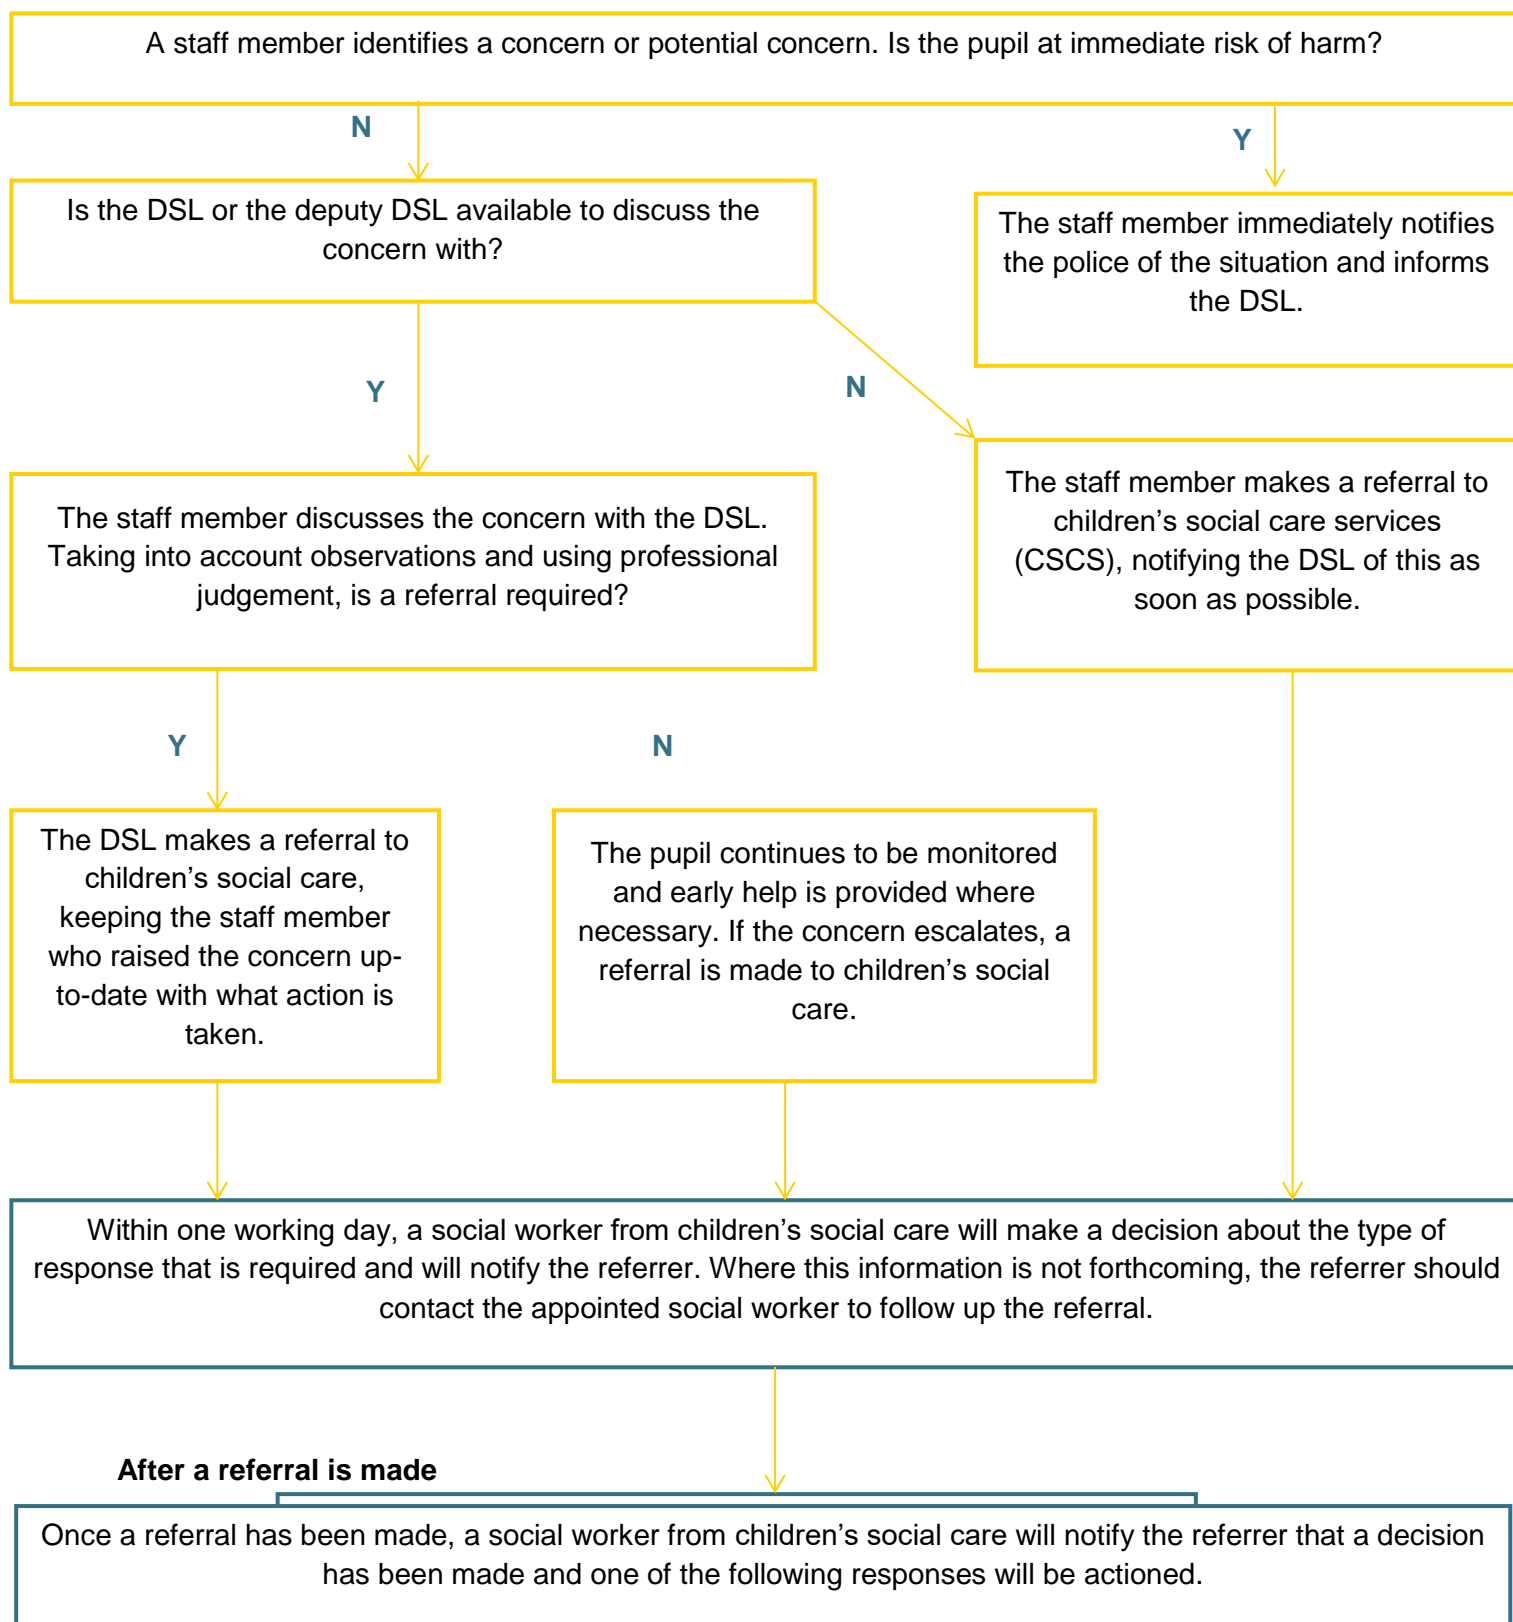 A staff member identifies a concern or potential concern. Is the pupil at immediate risk of harm?
N
Y
Is the DSL or the deputy DSL available to discuss the
concern with?
The staff member immediately notifies
the police of the situation and informs
the DSL.
Y
N
The staff member discusses the concern with the DSL.
Taking into account observations and using professional
judgement, is a referral required?
The staff member makes a referral to
children’s social care services
(CSCS), notifying the DSL of this as
soon as possible.
Y
N
The DSL makes a referral to
children’s social care,
keeping the staff member
who raised the concern up-
to-date with what action is
taken.
The pupil continues to be monitored
and early help is provided where
necessary. If the concern escalates, a
referral is made to children’s social
care.
Within one working day, a social worker from children’s social care will make a decision about the type of
response that is required and will notify the referrer. Where this information is not forthcoming, the referrer should
contact the appointed social worker to follow up the referral.
After a referral is made
Once a referral has been made, a social worker from children’s social care will notify the referrer that a decision
has been made and one of the following responses will be actioned.